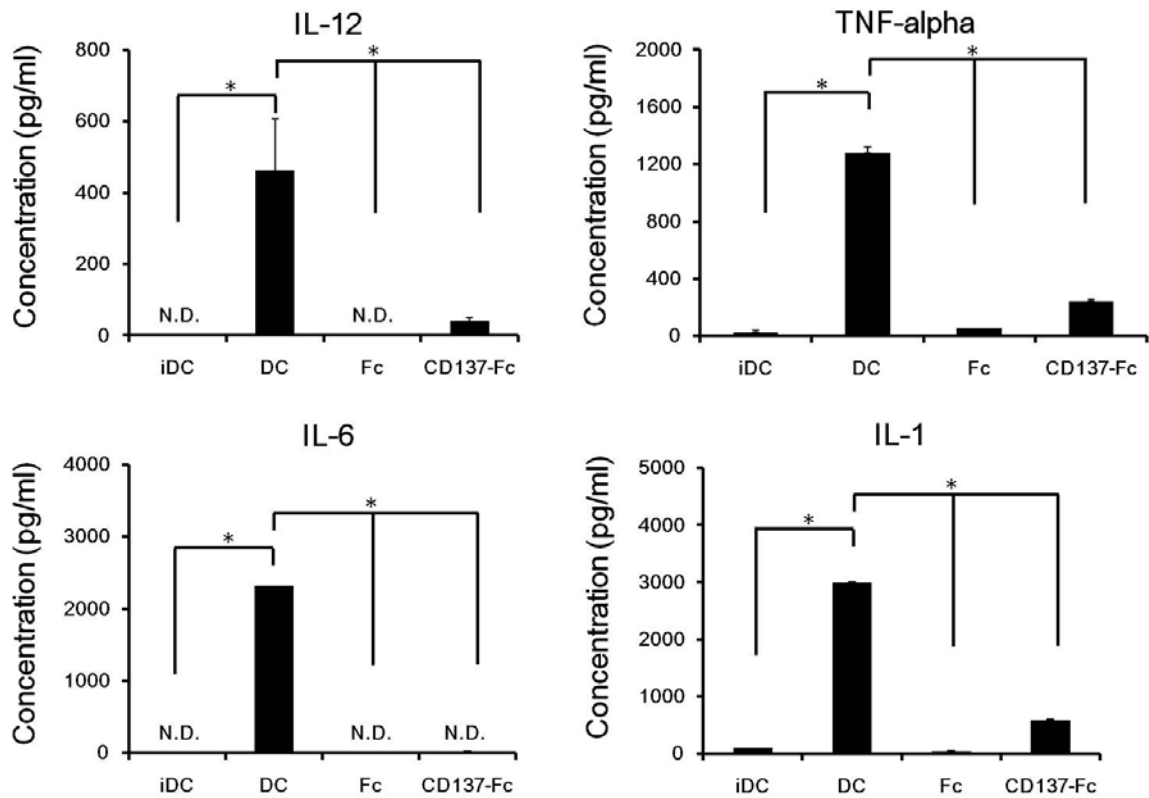 IL-12
Concentration (pg/ml)
800
600
400
200
0
*
*
N.D.
N.D.
iDC DC Fc CD137-Fc
TNF-alpha
Concentration (pg/ml)
2000
1600
1200
800
400
0
*
*
iDC DC Fc CD137-Fc
IL-6
Concentration (pg/ml)
4000
3000
2000
1000
0
*
*
N.D. N.D. N.D.
iDC DC Fc CD137-Fc
IL-1
Concentration (pg/ml)
5000
4000
3000
2000
1000
0
*
*
iDC DC Fc CD137-Fc